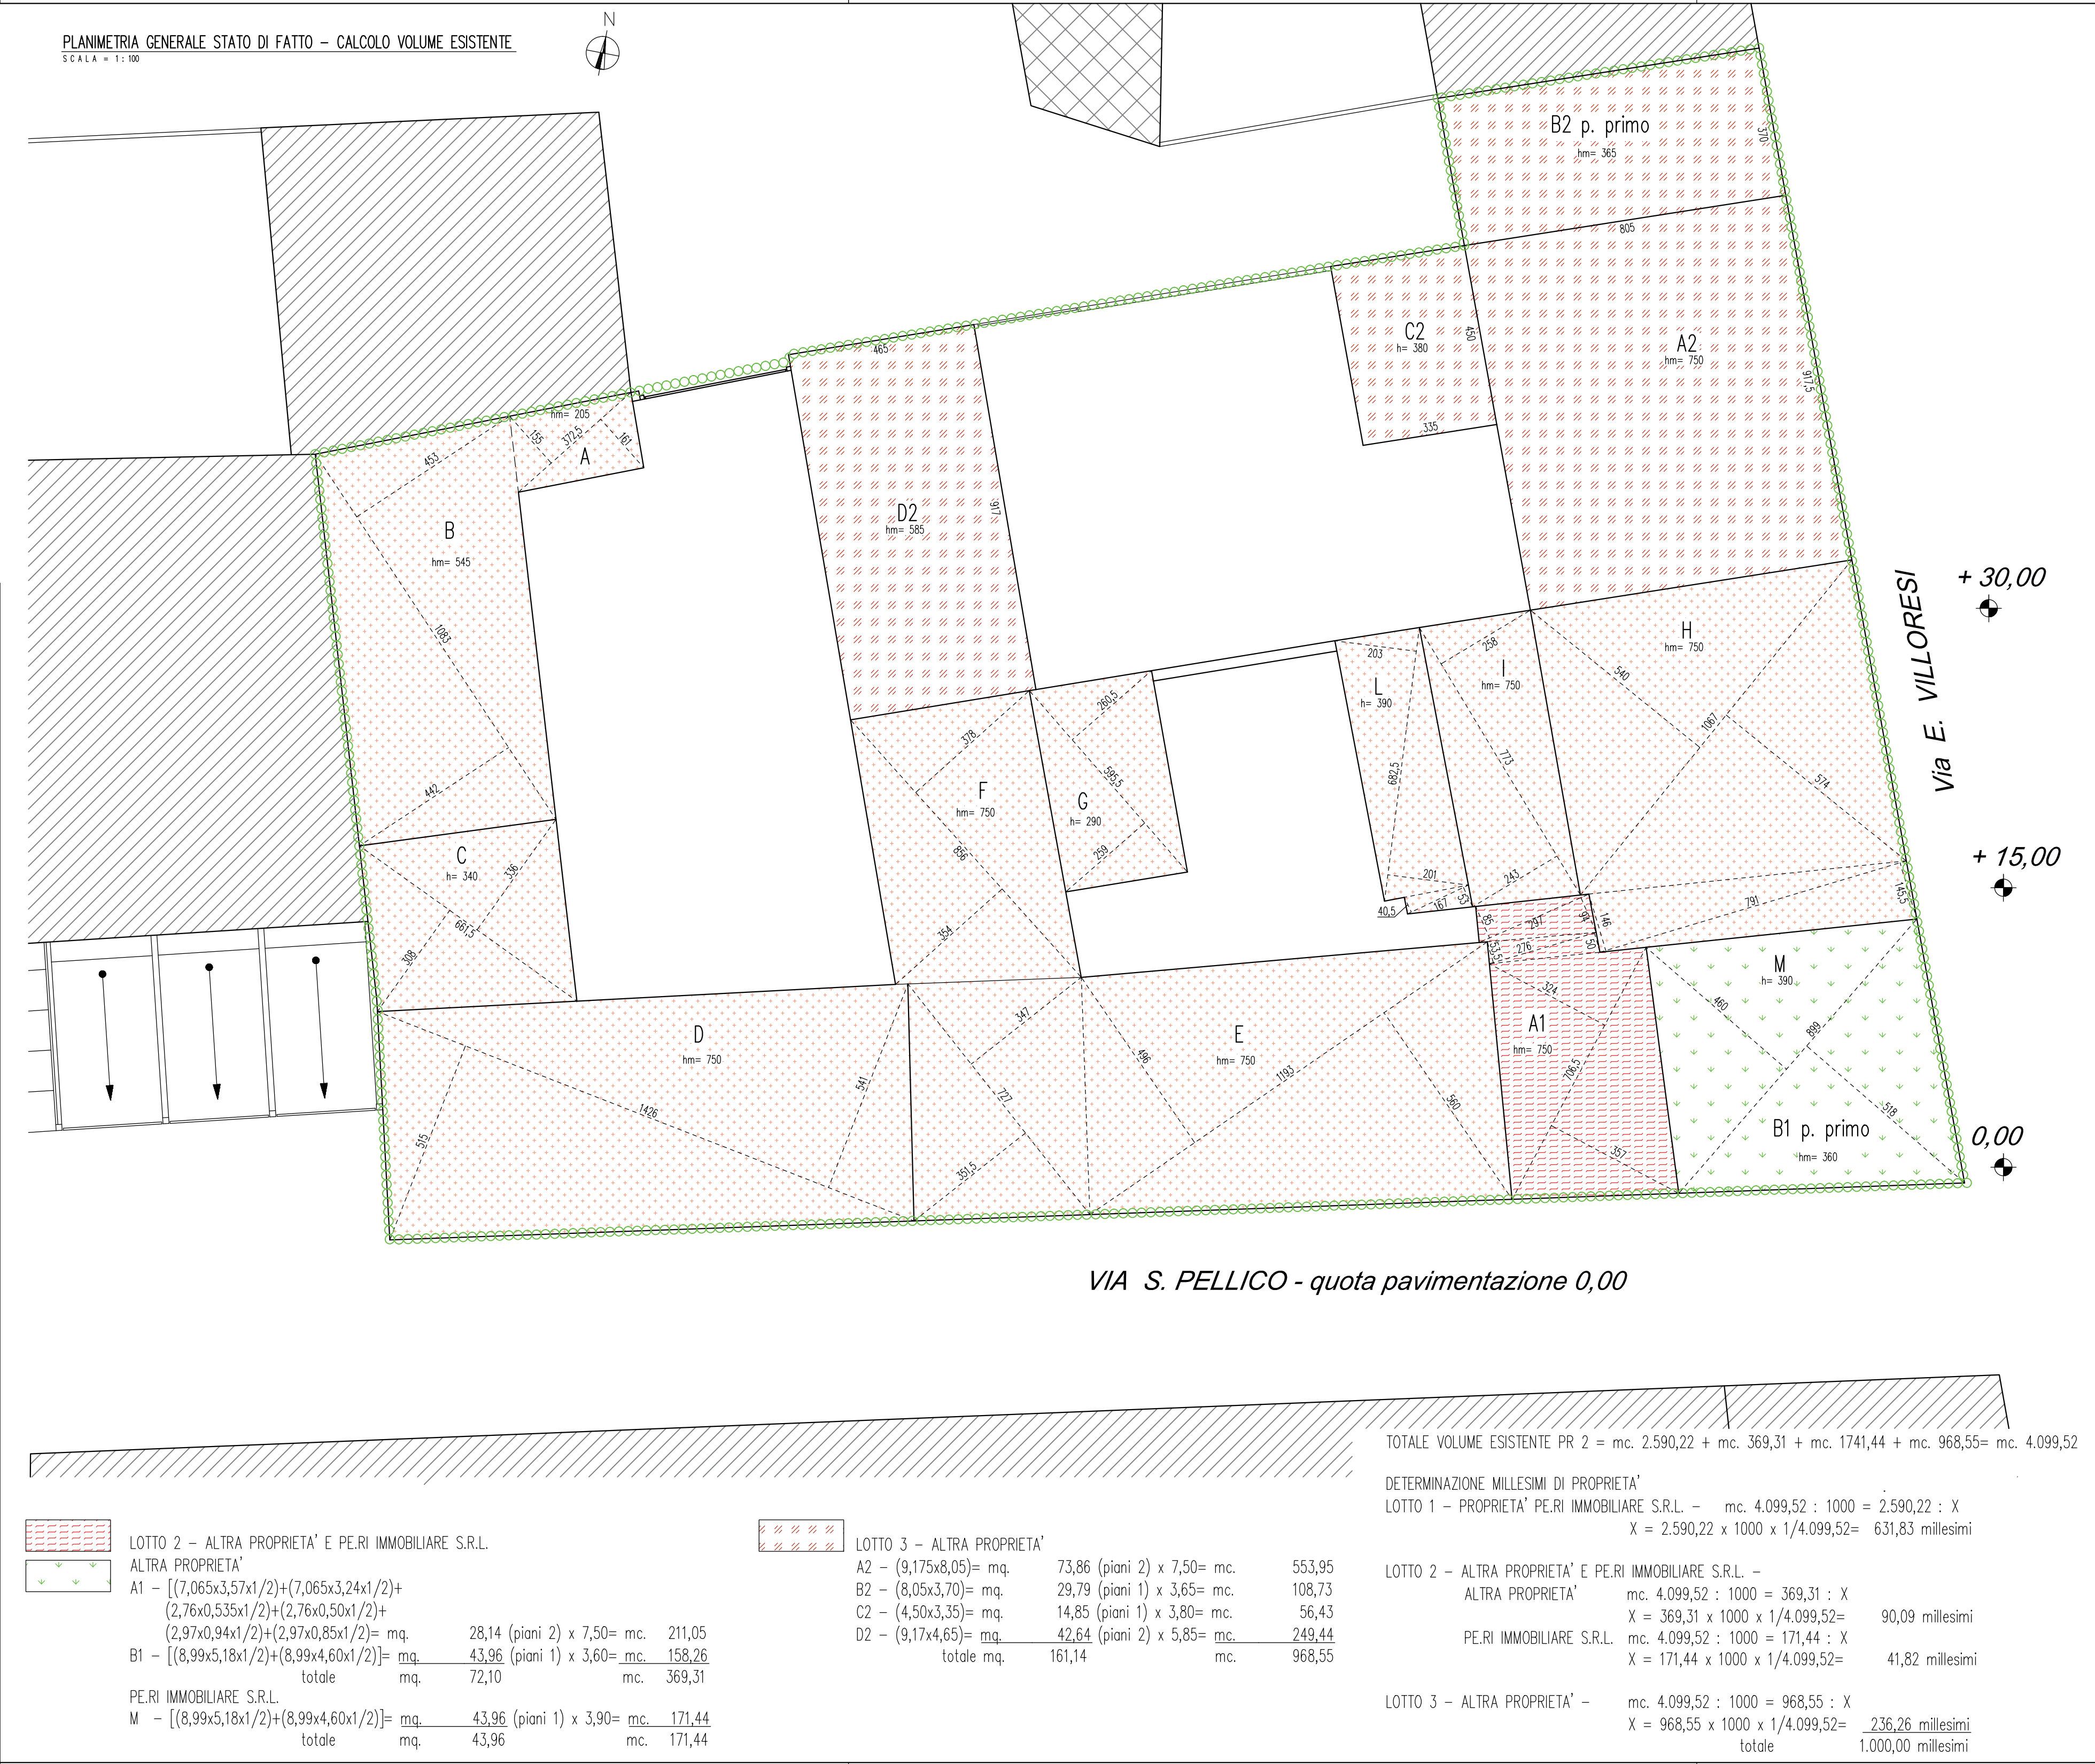 PLANIMETRIA GENERALE STATO DI FATTO – CALCOLO VOLUME ESISTENTE
SCALA = 1:100
N
B2 p. primo
hm= 365
370
805
C2
h= 380
450
335
A2
hm= 750
917,5
465
D2
hm= 585
917
hm= 205
155
372,5
161
A
453
B
hm= 545
1083
442
C
h= 340
336
661,5
308
378
F
hm= 750
856
354
260,5
595,5
G
h= 290
259
203
L
h= 390
682,5
201
53
167
40,5
258
I
hm= 750
773
243
H
hm= 750
540
1067
574
791
145,5
146
85
297
94
276
50
53,5
324
A1
hm= 750
706,5
357
M
h= 390
460
899
518
B1 p. primo
hm= 360
D
hm= 750
541
1426
515
347
727
351,5
496
E
hm= 750
1193
560
Via E. VILLORESI
+ 30,00
+ 15,00
0,00
VIA S. PELLICO - quota pavimentazione 0,00
LOTTO 2 – ALTRA PROPRIETA' E PE.RI IMMOBILIARE S.R.L.
ALTRA PROPRIETA'
A1 – [(7,065x3,57x1/2)+(7,065x3,24x1/2)+
(2,76x0,535x1/2)+(2,76x0,50x1/2)+
(2,97x0,94x1/2)+(2,97x0,85x1/2)= mq. 28,14 (piani 2) x 7,50= mc. 211,05
B1 – [(8,99x5,18x1/2)+(8,99x4,60x1/2)]= mq. 43,96 (piani 1) x 3,60= mc. 158,26
totale mq. 72,10 mc. 369,31
PE.RI IMMOBILIARE S.R.L.
M – [(8,99x5,18x1/2)+(8,99x4,60x1/2)]= mq. 43,96 (piani 1) x 3,90= mc. 171,44
totale mq. 43,96 mc. 171,44
LOTTO 3 – ALTRA PROPRIETA'
A2 – (9,175x8,05)= mq. 73,86 (piani 2) x 7,50= mc. 553,95
B2 – (8,05x3,70)= mq. 29,79 (piani 1) x 3,65= mc. 108,73
C2 – (4,50x3,35)= mq. 14,85 (piani 1) x 3,80= mc. 56,43
D2 – (9,17x4,65)= mq. 42,64 (piani 2) x 5,85= mc. 249,44
totale mq. 161,14 mc. 968,55
TOTALE VOLUME ESISTENTE PR 2 = mc. 2.590,22 + mc. 369,31 + mc. 1741,44 + mc. 968,55= mc. 4.099,52
DETERMINAZIONE MILLESIMI DI PROPRIETA'
LOTTO 1 – PROPRIETA' PE.RI IMMOBILIARE S.R.L. – mc. 4.099,52 : 1000 = 2.590,22 : X
X = 2.590,22 x 1000 x 1/4.099,52= 631,83 millesimi
LOTTO 2 – ALTRA PROPRIETA' E PE.RI IMMOBILIARE S.R.L. –
ALTRA PROPRIETA' mc. 4.099,52 : 1000 = 369,31 : X
X = 369,31 x 1000 x 1/4.099,52= 90,09 millesimi
PE.RI IMMOBILIARE S.R.L. mc. 4.099,52 : 1000 = 171,44 : X
X = 171,44 x 1000 x 1/4.099,52= 41,82 millesimi
LOTTO 3 – ALTRA PROPRIETA' – mc. 4.099,52 : 1000 = 968,55 : X
X = 968,55 x 1000 x 1/4.099,52= 236,26 millesimi
totale 1.000,00 millesimi